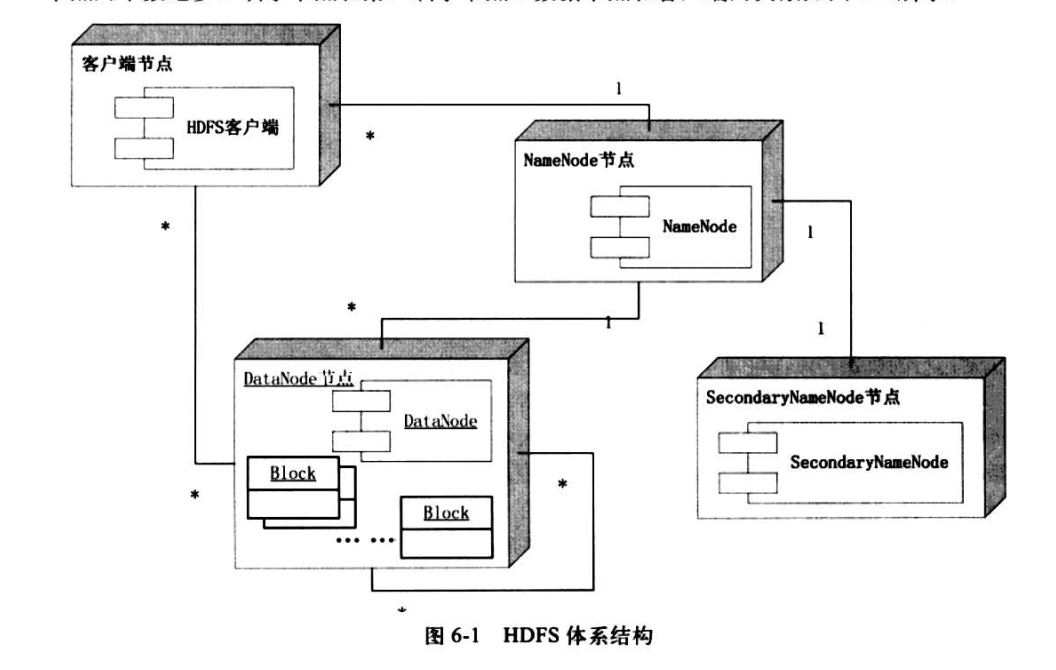 客户端节点
HDFS客户端
1
*
NameNode节点
NameNode
*
1
*
1
1
DataNode节点
DataNode
SecondaryNameNode节点
SecondaryNameNode
Block
*
*
Block
... ...
*
图 6-1 HDFS 体系结构